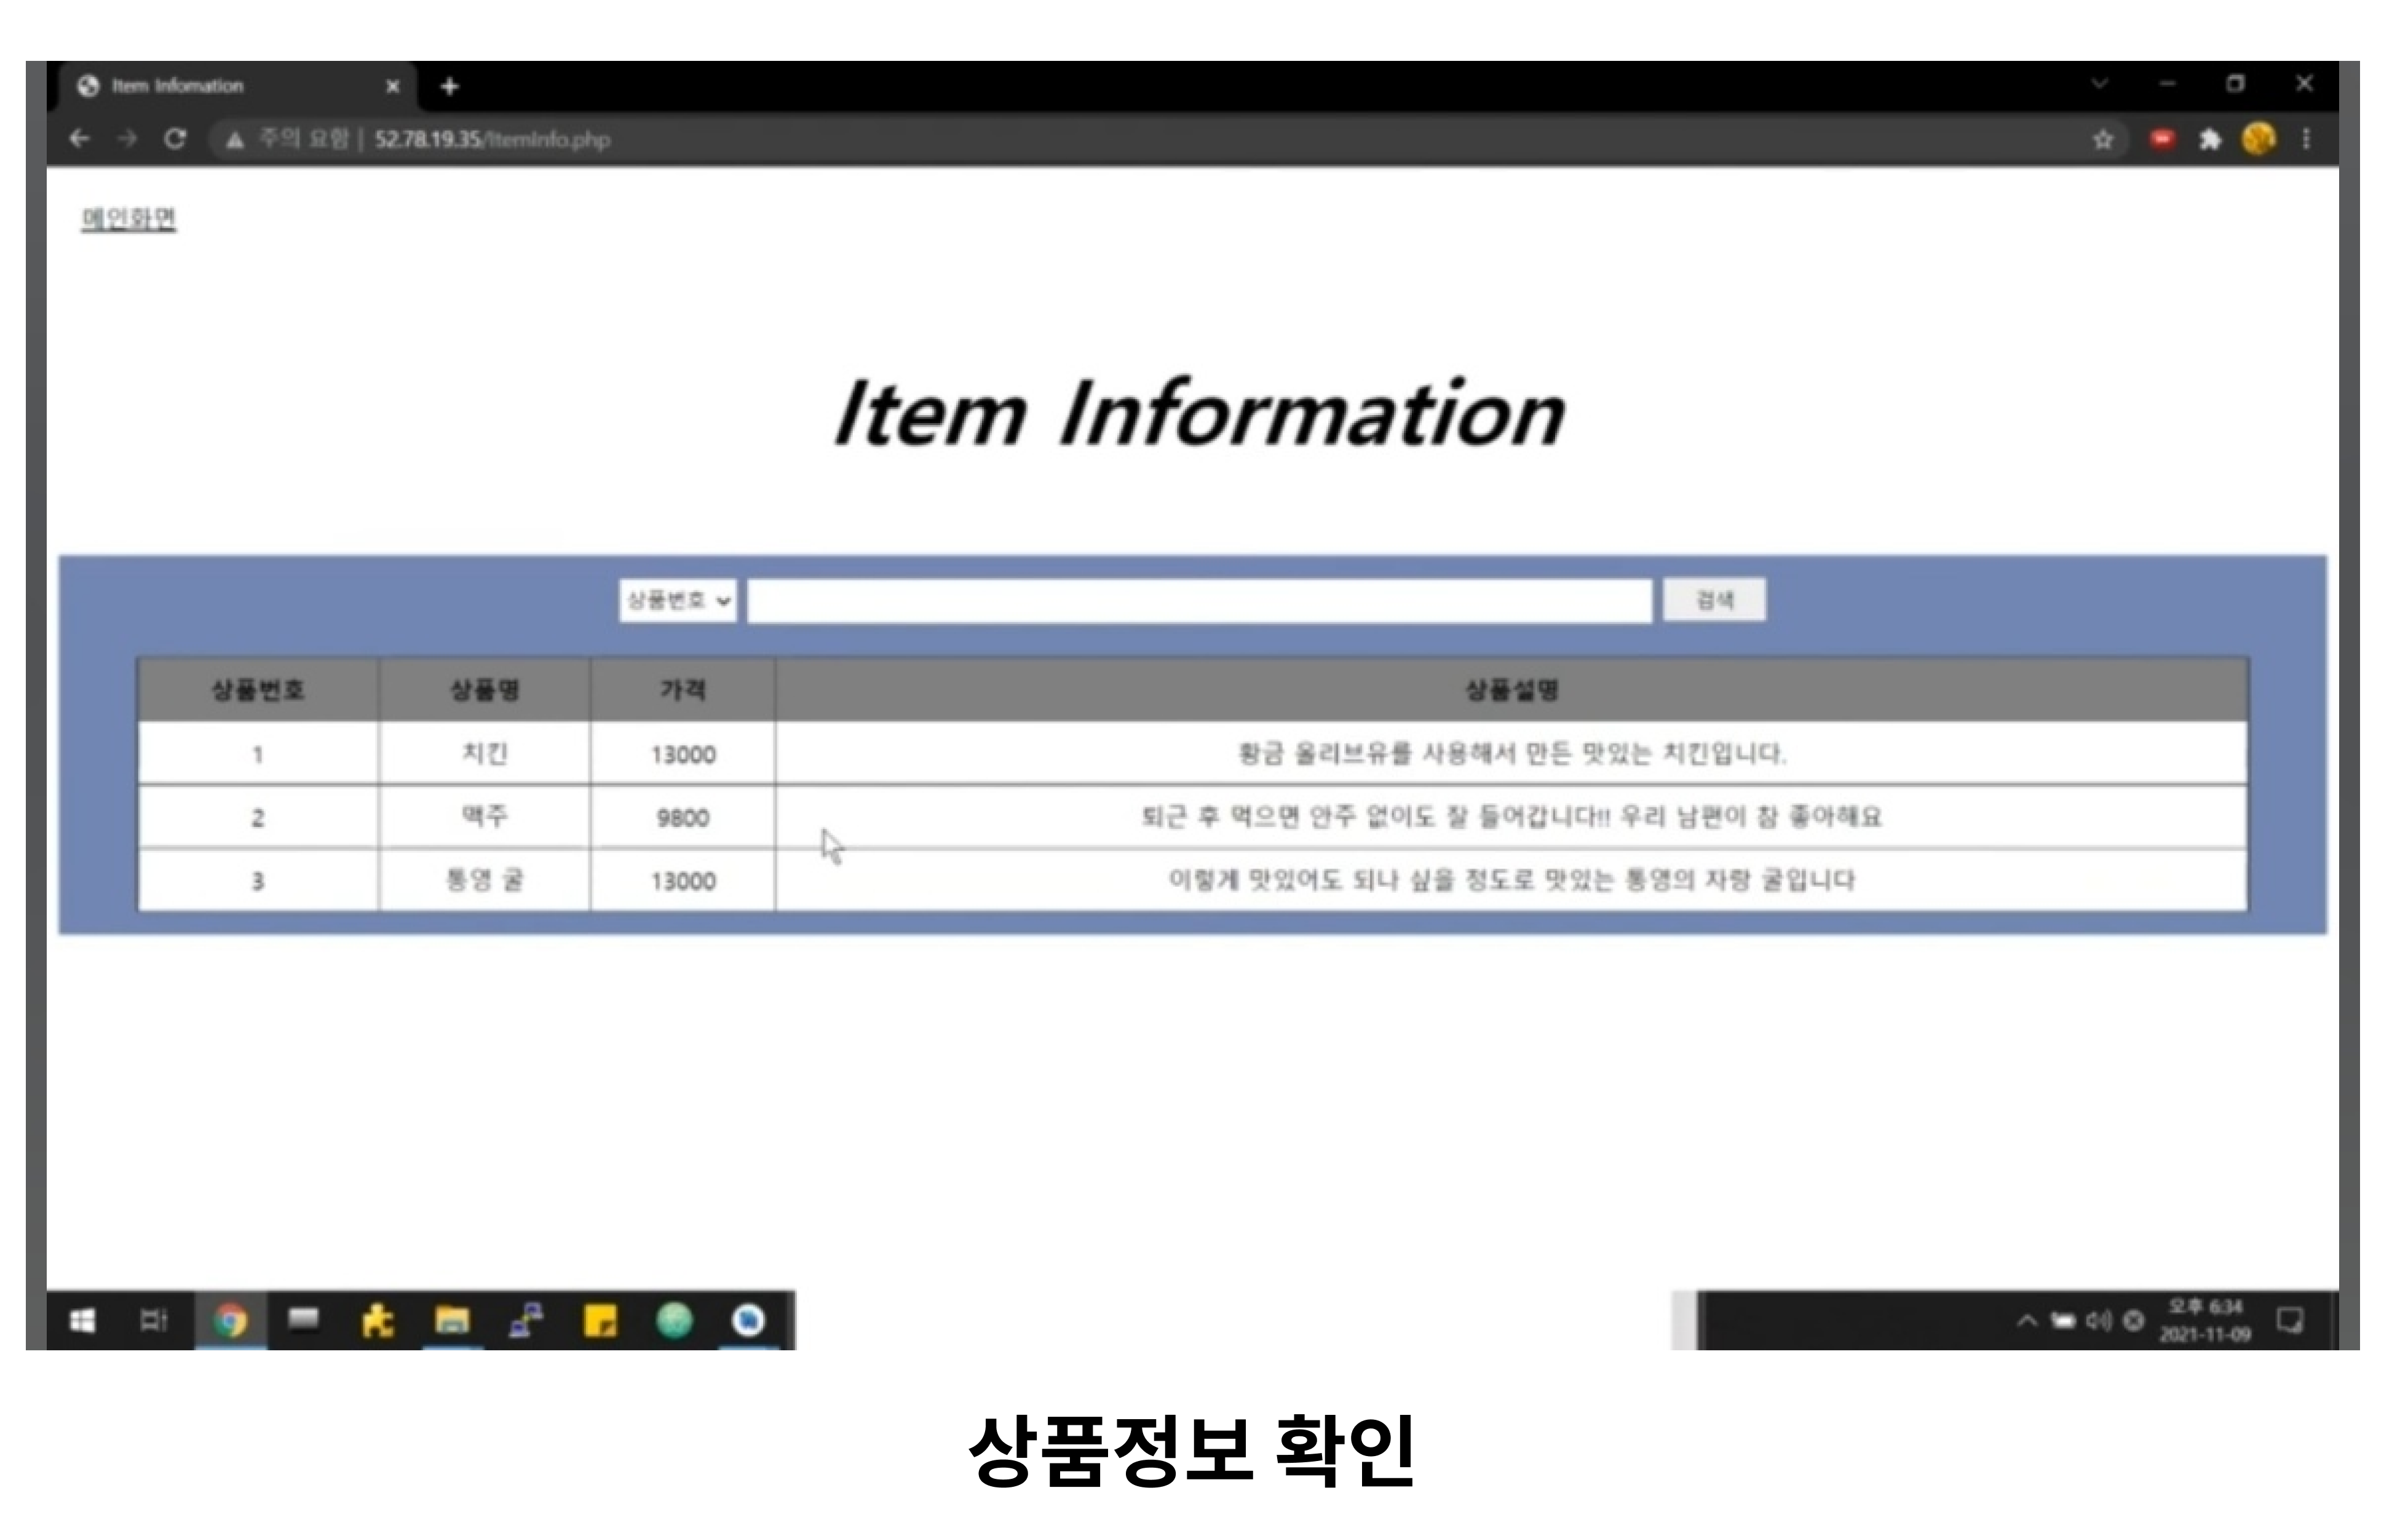 Item Infomation
주의 요함 | 52.78.19.35/ItemInfo.php
메인화면
Item Information
상품번호 검색
상품번호 상품명 가격 상품설명
1 치킨 13000 황금 올리브유를 사용해서 만든 맛있는 치킨입니다.
2 맥주 9800 퇴근 후 먹으면 안주 없이도 잘 들어갑니다!! 우리 남편이 참 좋아해요
3 통영 굴 13000 이렇게 맛있어도 되나 싶을 정도로 맛있는 통영의 자랑 굴입니다
오후 6:34
2021-11-09
상품정보 확인